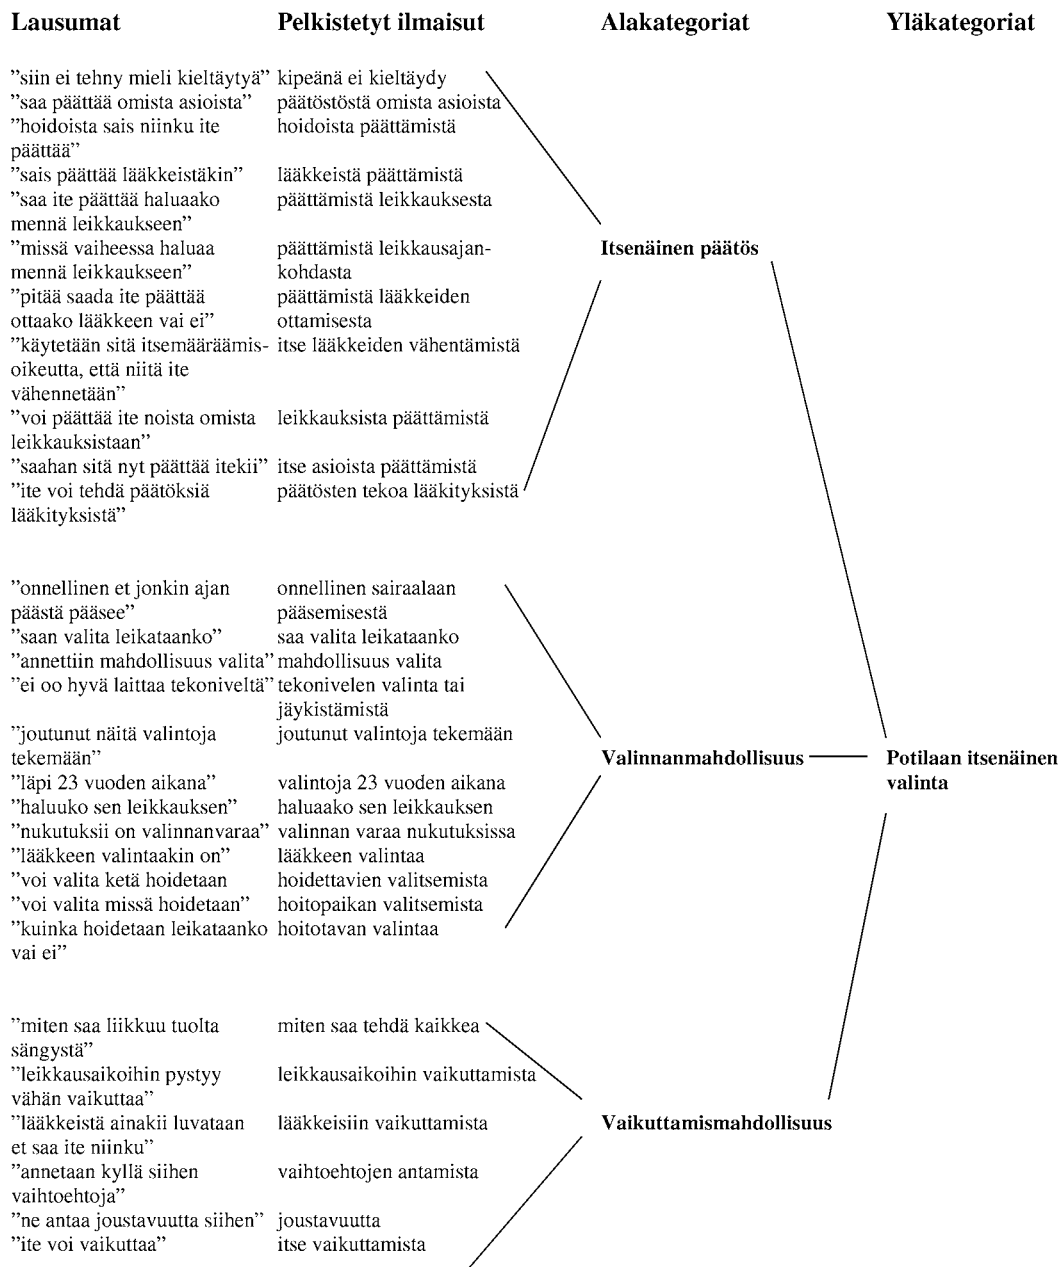 Lausumat Pelkistetyt ilmaisut Alakategoriat Yläkategoriat
”siin ei tehny mieli kieltäytyä” kipeänä ei kieltäydy
”saa päättää omista asioista” päätöstöstä omista asioista
”hoidoista sais niinku ite hoidoista päättämistä
päättää”
”sais päättää lääkkeistäkin” lääkkeistä päättämistä
”saa ite päättää haluaako päättämistä leikkauksesta
mennä leikkaukseen”
”missä vaiheessa haluaa päättämistä leikkausajan- Itsenäinen päätös
mennä leikkaukseen” kohdasta
”pitää saada ite päättää päättämistä lääkkeiden
ottaako lääkkeen vai ei” ottamisesta
”käytetään sitä itsemääräämis- itse lääkkeiden vähentämistä
oikeutta, että niitä ite
vähennetään”
”voi päättää ite noista omista leikkauksista päättämistä
leikkauksistaan”
”saahan sitä nyt päättää itekii” itse asioista päättämistä
”ite voi tehdä päätöksiä päätösten tekoa lääkityksistä
lääkityksistä”
”onnellinen et jonkin ajan onnellinen sairaalaan
päästä pääsee” pääsemisestä
”saan valita leikataanko” saa valita leikataanko
”annettiin mahdollisuus valita” mahdollisuus valita
”ei oo hyvä laittaa tekoniveltä” tekonivelen valinta tai
jäykistämistä
”joutunut näitä valintoja joutunut valintoja tekemään
tekemään” Valinnanmahdollisuus Potilaan itsenäinen
”läpi 23 vuoden aikana” valintoja 23 vuoden aikana valinta
”haluuko sen leikkauksen” haluaako sen leikkauksen
”nukutuksii on valinnanvaraa” valinnan varaa nukutuksissa
”lääkkeen valintaakin on” lääkkeen valintaa
”voi valita ketä hoidetaan hoidettavien valitsemista
”voi valita missä hoidetaan” hoitopaikan valitsemista
”kuinka hoidetaan leikataanko hoitotavan valintaa
vai ei”
”miten saa liikkuu tuolta miten saa tehdä kaikkea
sängystä”
”leikkausaikoihin pystyy leikkausaikoihin vaikuttamista
vähän vaikuttaa”
”lääkkeistä ainakii luvataan lääkkeisiin vaikuttamista Vaikuttamismahdollisuus
et saa ite niinku”
”annetaan kyllä siihen vaihtoehtojen antamista
vaihtoehtoja”
”ne antaa joustavuutta siihen” joustavuutta
”ite voi vaikuttaa” itse vaikuttamista